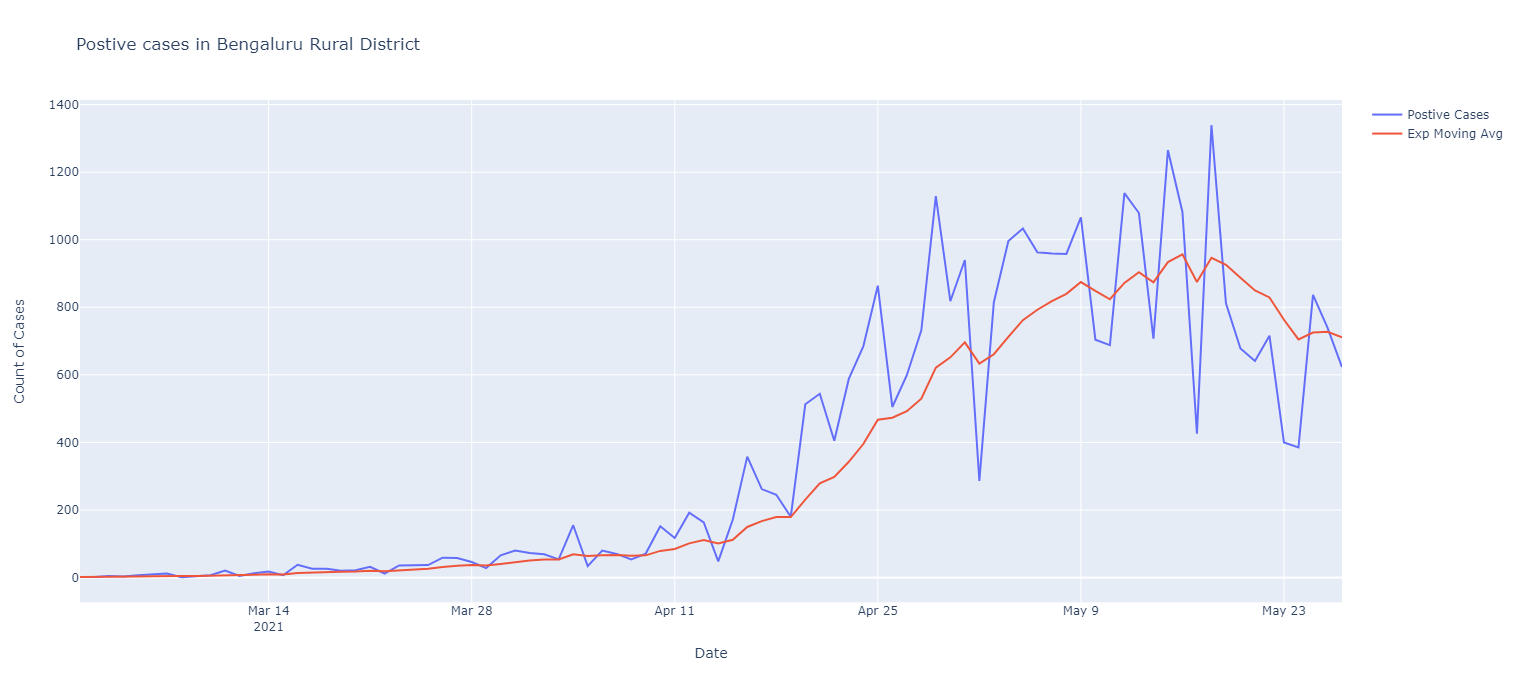 Postive cases in Bengaluru Rural District
1400
1200
1000
800
600
400
200
0
Count of Cases
Mar 14
2021
Mar 28
Apr 11
Apr 25
May 9
May 23
Date
Postive Cases
Exp Moving Avg